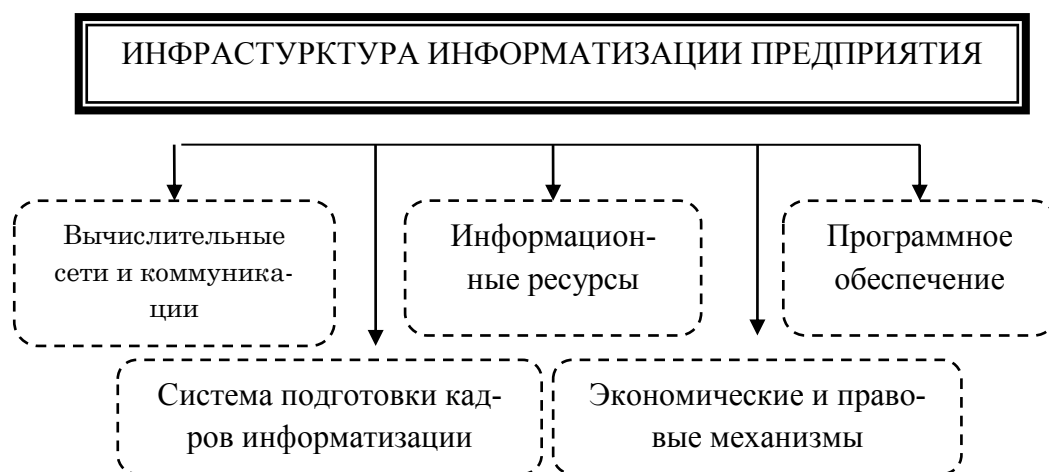 ИНФРАСТУРКТУРА ИНФОРМАТИЗАЦИИ ПРЕДПРИЯТИЯ
Вычислительные
сети и коммуника-
ции
Информацион-
ные ресурсы
Программное
обеспечение
Система подготовки кад-
ров информатизации
Экономические и право-
вые механизмы